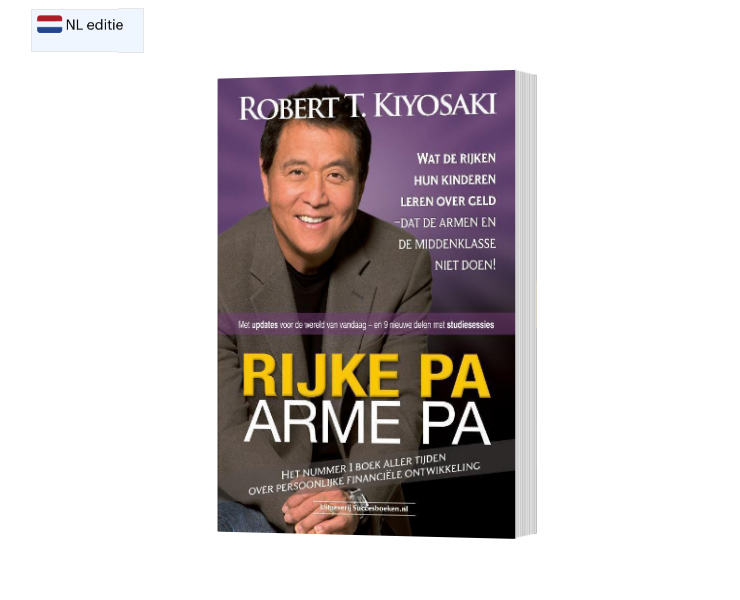 NL editie
ROBERT T. KIYOSAKI
WAT DE RIJKEN
HUN KINDEREN
LEREN OVER GELD
–DAT DE ARMEN EN
DE MIDDENKLASSE
NIET DOEN!
Met updates voor de wereld van vandaag – en 9 nieuwe delen met studiesessies
RIJKE PA
ARME PA
HET NUMMER 1 BOEK ALLER TIJDEN
OVER PERSOONLIJKE FINANCIËLE ONTWIKKELING
Uitgeverij Succesboeken.nl